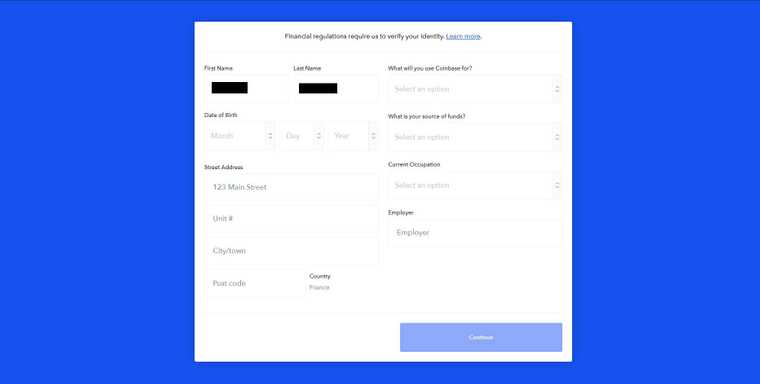 Financial regulations require us to verify your identity. Learn more.
First Name
Last Name
Date of Birth
Month
Day
Year
Street Address
123 Main Street
Unit #
City/town
Post code
Country
France
What will you use Coinbase for?
Select an option
What is your source of funds?
Select an option
Current Occupation
Select an option
Employer
Employer
Continue